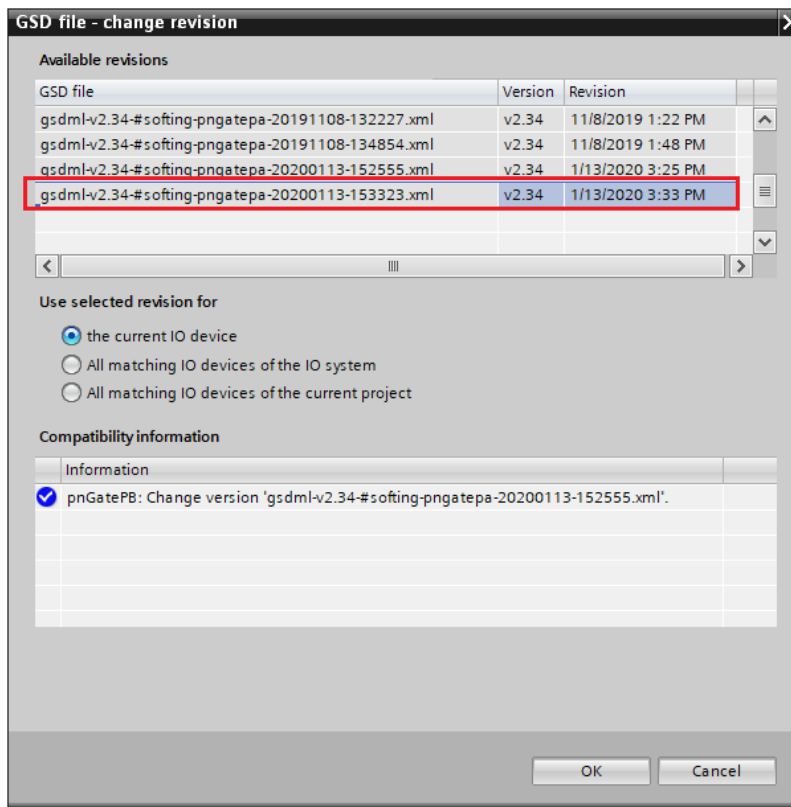 GSD file - change revision
Available revisions
GSD file Version Revision
gsdml-v2.34-#softing-pngatepa-20191108-132227.xml v2.34 11/8/2019 1:22 PM
gsdml-v2.34-#softing-pngatepa-20191108-134854.xml v2.34 11/8/2019 1:48 PM
gsdml-v2.34-#softing-pngatepa-20200113-152555.xml v2.34 1/13/2020 3:25 PM
gsdml-v2.34-#softing-pngatepa-20200113-153323.xml v2.34 1/13/2020 3:33 PM
Use selected revision for
the current IO device
All matching IO devices of the IO system
All matching IO devices of the current project
Compatibility information
Information
pnGatePB: Change version 'gsdml-v2.34-#softing-pngatepa-20200113-152555.xml'.
OK Cancel